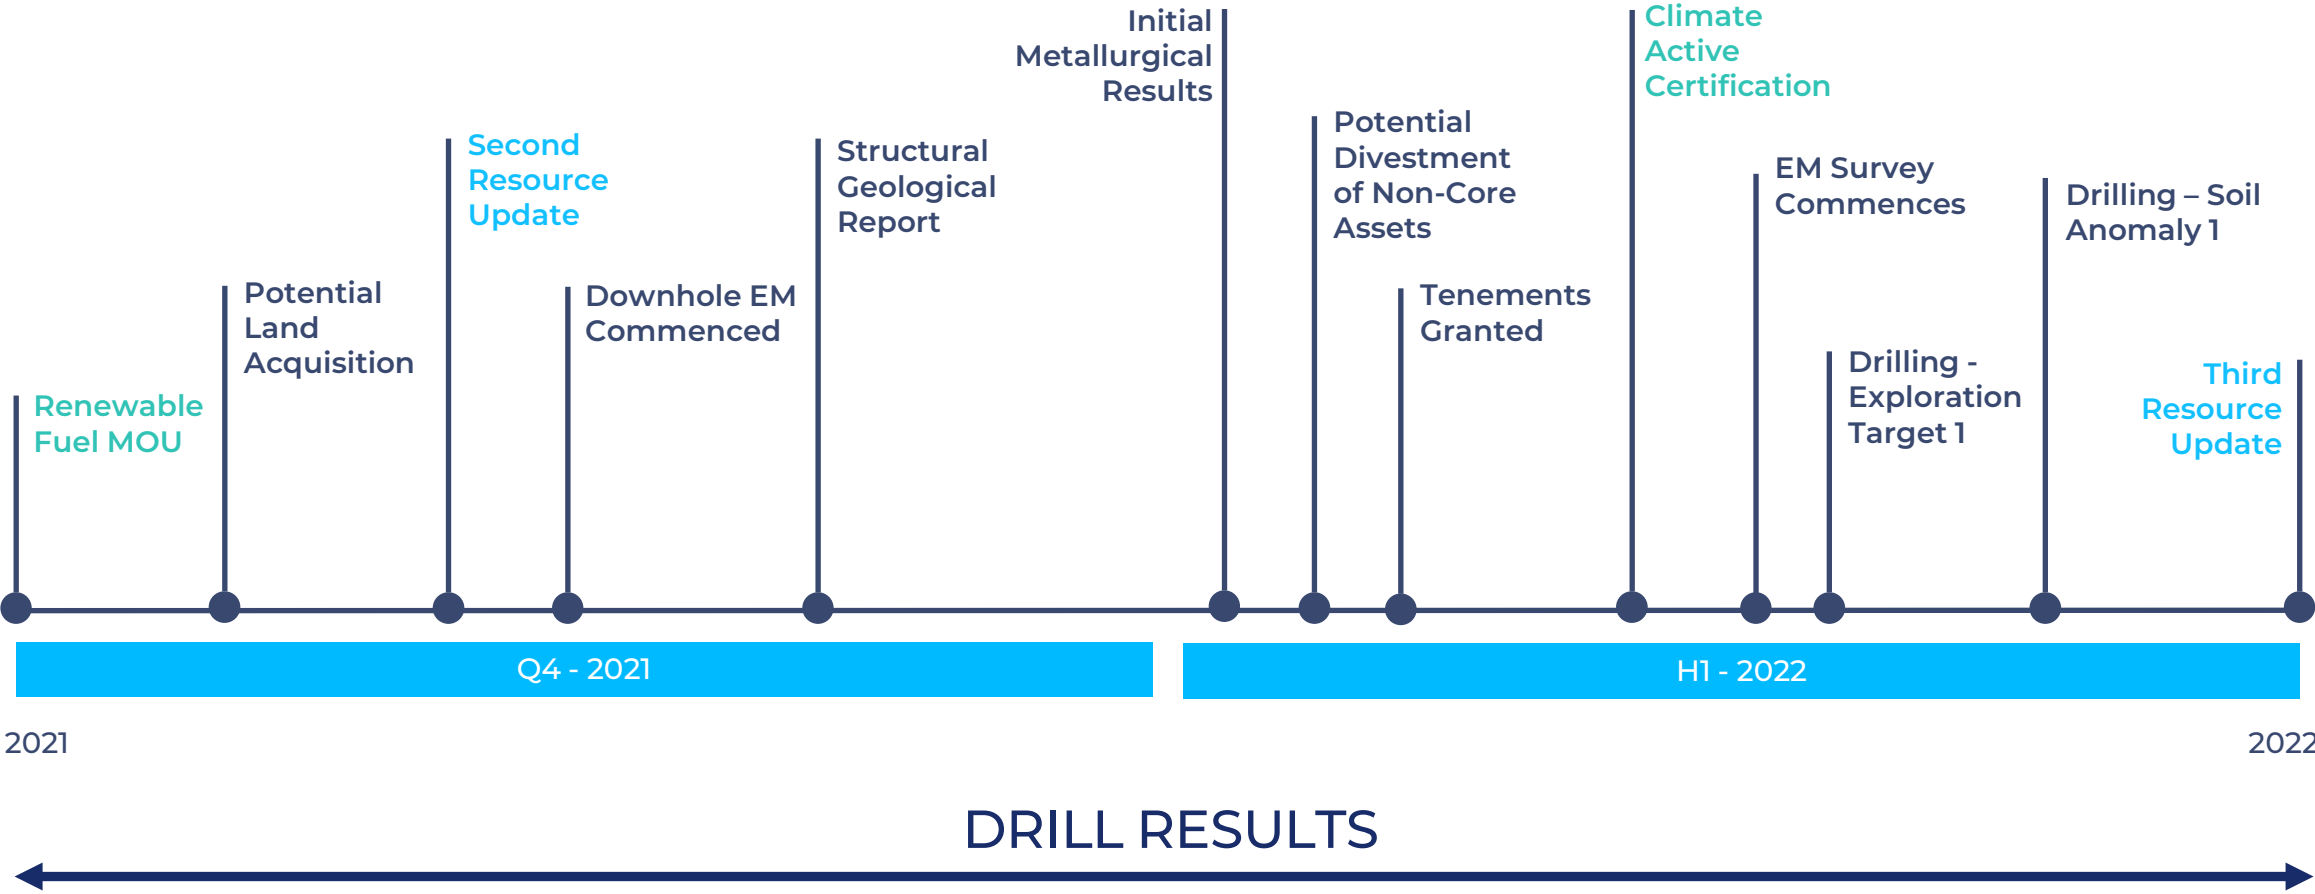 Initial
Metallurgical
Results
Climate
Active
Certification
Potential
Divestment
of Non-Core
Assets
Second
Resource
Update
Structural
Geological
Report
EM Survey
Commences
Drilling – Soil
Anomaly 1
Potential
Land
Acquisition
Downhole EM
Commenced
Tenements
Granted
Drilling -
Exploration
Target 1
Third
Resource
Update
Renewable
Fuel MOU
Q4 - 2021
H1 - 2022
2021
2022
DRILL RESULTS